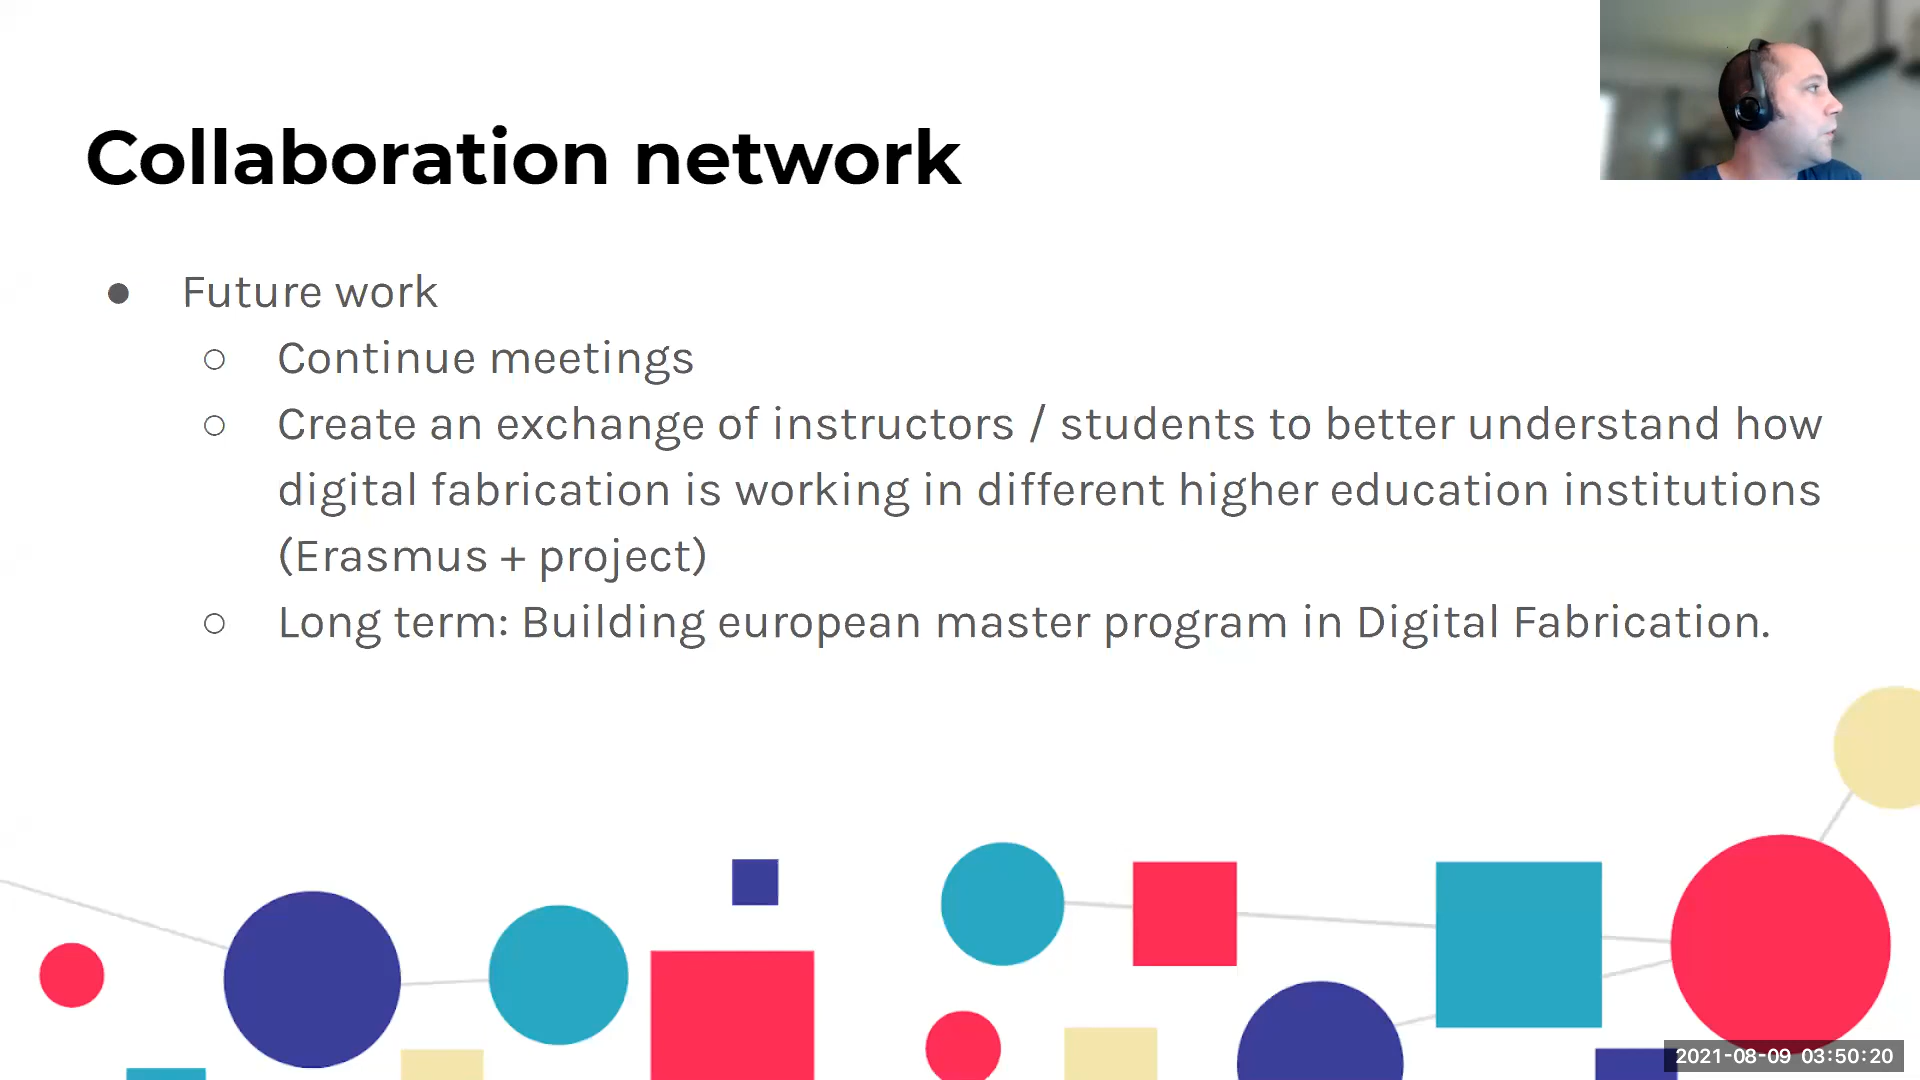 Collaboration network
● Future work
○ Continue meetings
○ Create an exchange of instructors / students to better understand how
digital fabrication is working in different higher education institutions
(Erasmus + project)
○ Long term: Building european master program in Digital Fabrication.
2021-08-09 03:50:20